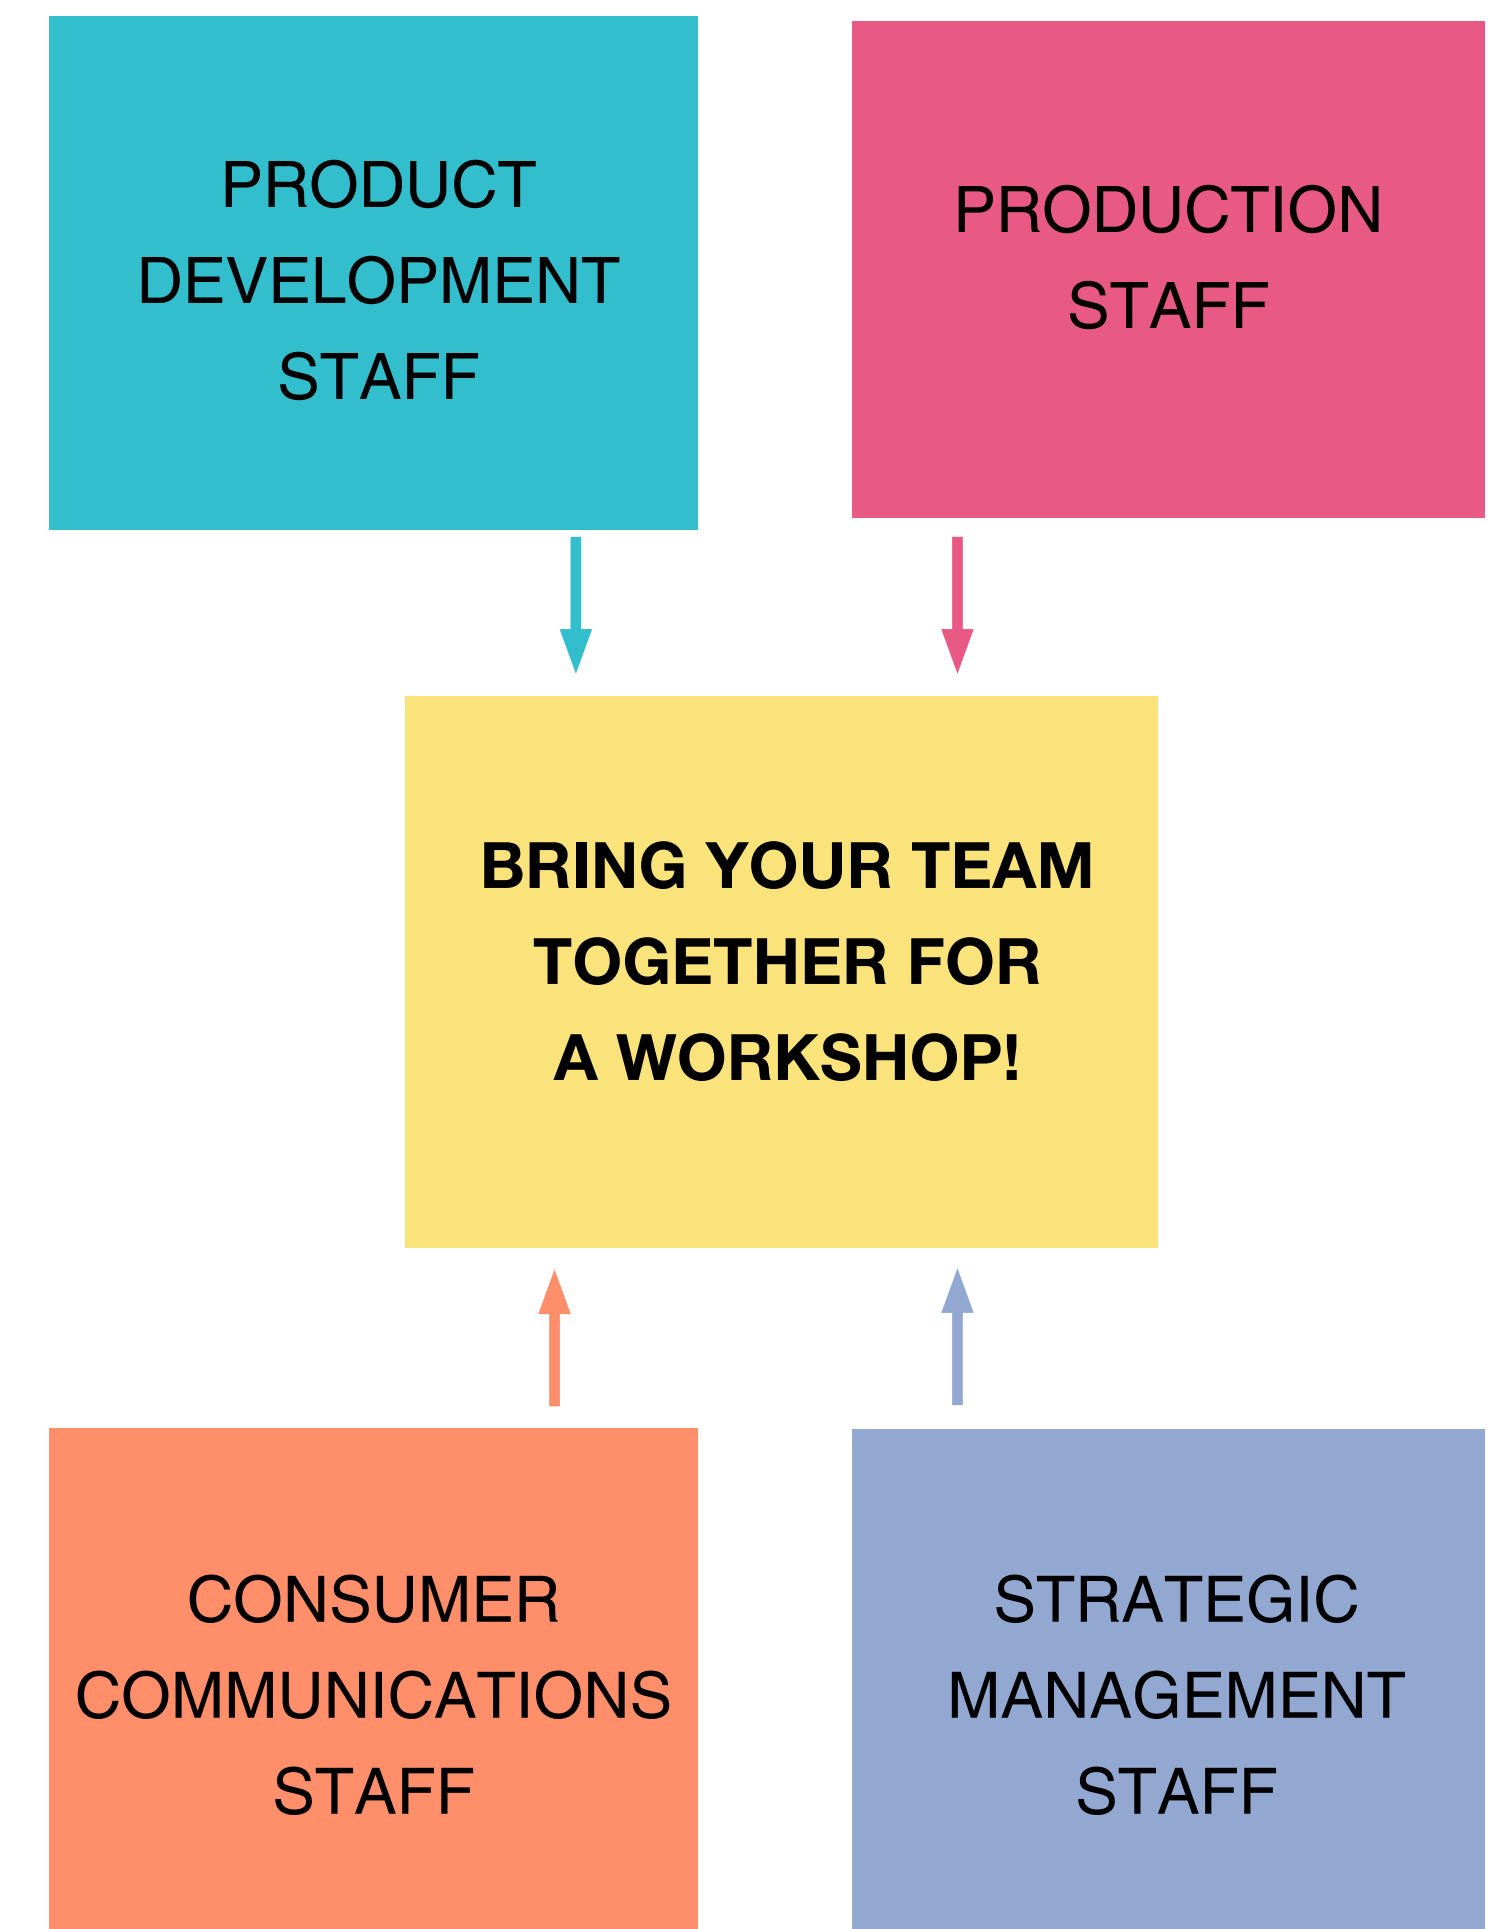 PRODUCT
DEVELOPMENT
STAFF
PRODUCTION
STAFF
BRING YOUR TEAM
TOGETHER FOR
A WORKSHOP!
CONSUMER
COMMUNICATIONS
STAFF
STRATEGIC
MANAGEMENT
STAFF